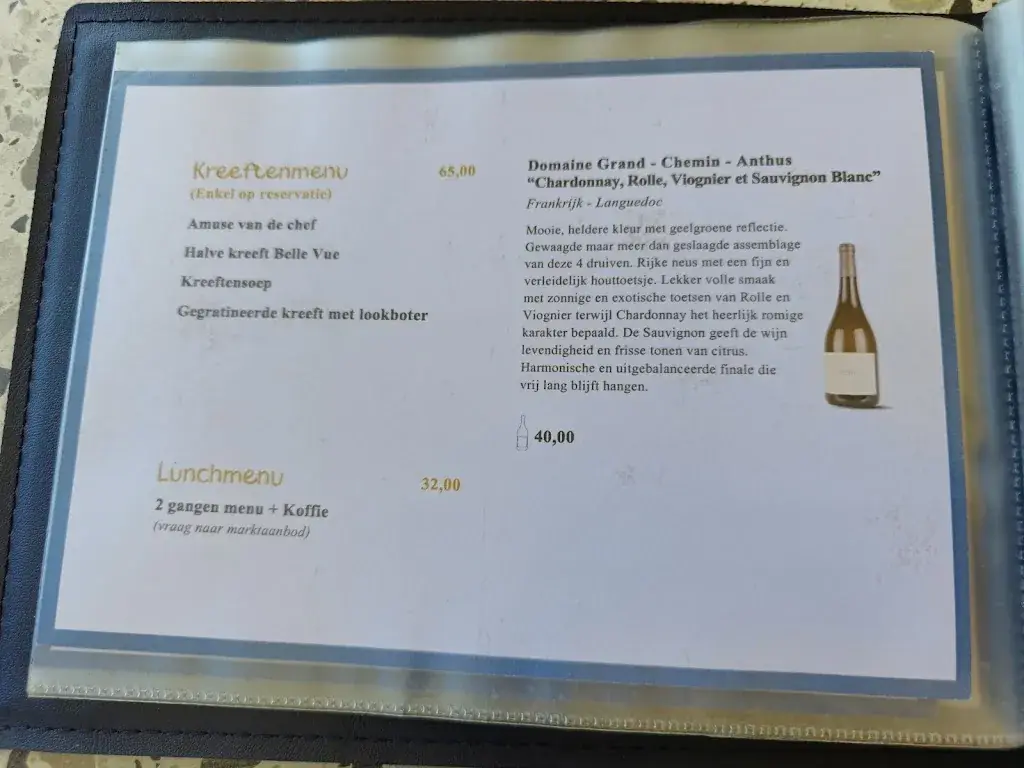 Kreeftenmenu 65,00
(Enkel op reservatie)
Amuse van de chef
Halve kreeft Belle Vue
Kreeftensoep
Gegratineerde kreeft met lookboter
Lunchmenu 32,00
2 gangen menu + Koffie
(vraag naar marktaanbod)
Domaine Grand - Chemin - Anthus
“Chardonnay, Rolle, Viognier et Sauvignon Blanc”
Frankrijk - Languedoc
Mooie, heldere kleur met geelgroene reflectie.
Gewaagde maar meer dan geslaagde assemblage
van deze 4 druiven. Rijke neus met een fijn en
verleidelijk houttoetsje. Lekker volle smaak
met zonnige en exotische toetsen van Rolle en
Viognier terwijl Chardonnay het heerlijk romige
karakter bepaald. De Sauvignon geeft de wijn
levendigheid en frisse tonen van citrus.
Harmonische en uitgebalanceerde finale die
vrij lang blijft hangen.
40,00